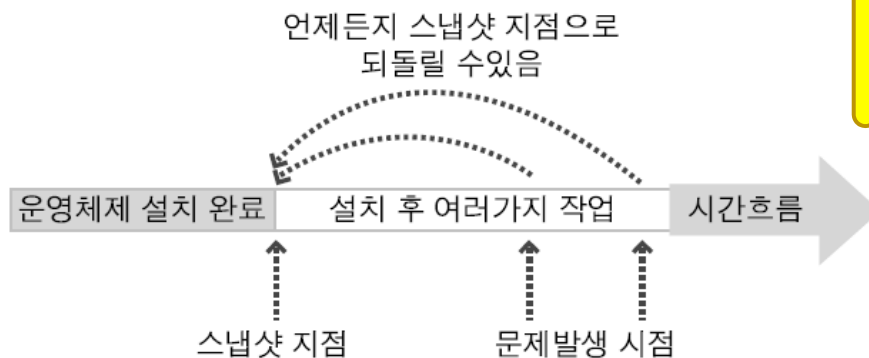 언제든지 스냅샷 지점으로
되돌릴 수있음
운영체제 설치 완료
설치 후 여러가지 작업
시간흐름
스냅샷 지점
문제발생 시점